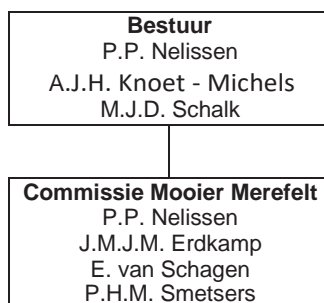 Bestuur
P.P. Nelissen
A.J.H. Knoet - Michels
M.J.D. Schalk
Commissie Mooier Merefelt
P.P. Nelissen
J.M.J.M. Erdkamp
E. van Schagen
P.H.M. Smetsers